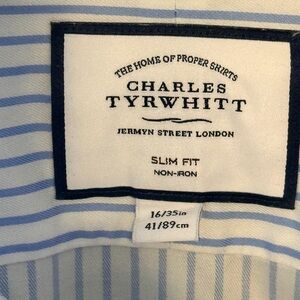 THE HOME OF PROPER SHIRTS
CHARLES
TYRWHITT
JERMYN STREET LONDON
SLIM FIT
NON-IRON
16/35in
41/89cm